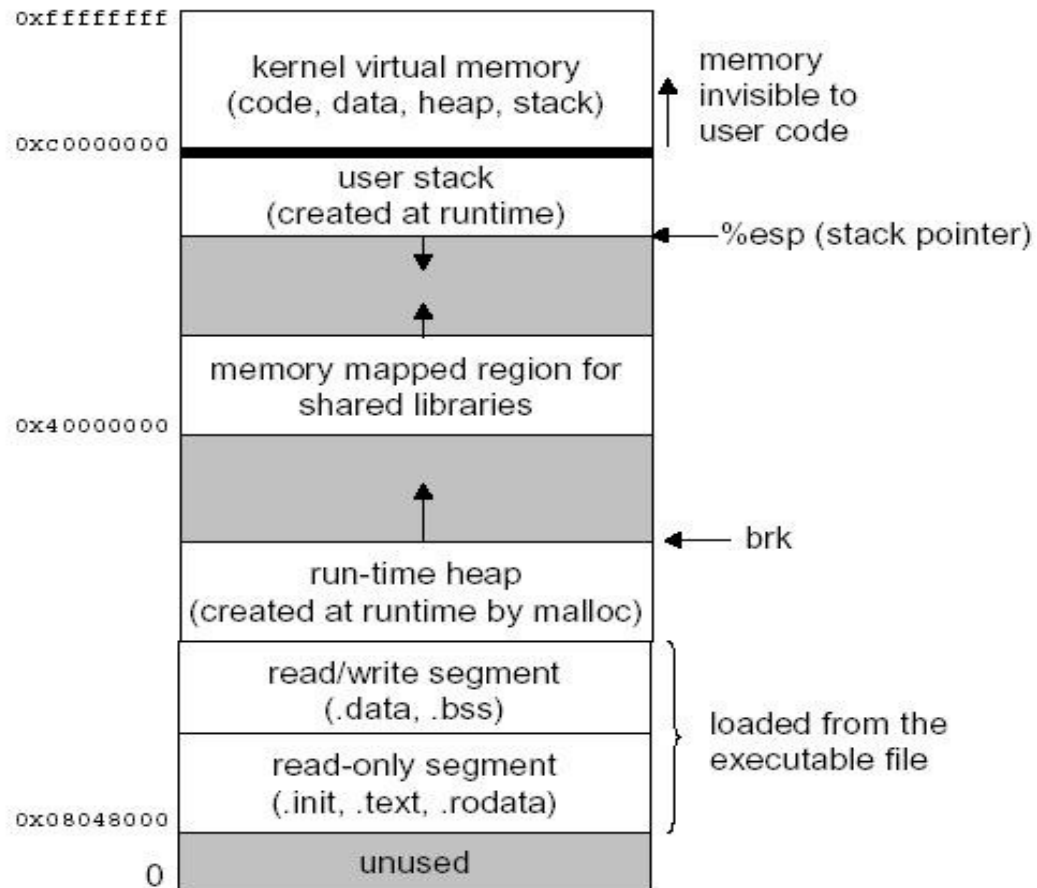 0xffffffff
kernel virtual memory
(code, data, heap, stack)
memory
invisible to
user code
0xc0000000
user stack
(created at runtime)
%esp (stack pointer)
memory mapped region for
shared libraries
0x40000000
brk
run-time heap
(created at runtime by malloc)
read/write segment
(.data, .bss)
loaded from the
executable file
read-only segment
(.init, .text, .rodata)
0x08048000
unused
0